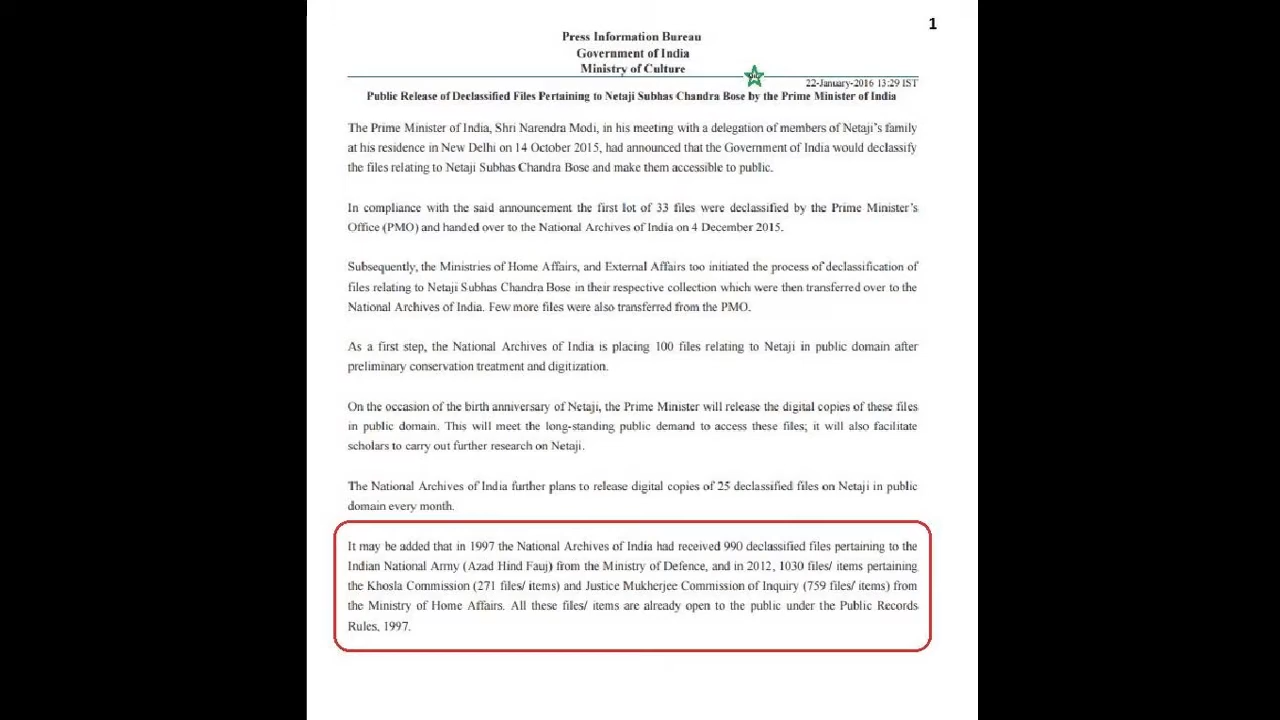 1
Press Information Bureau
Government of India
Ministry of Culture
22-January-2016 13:29 IST
Public Release of Declassified Files Pertaining to Netaji Subhas Chandra Bose by the Prime Minister of India
The Prime Minister of India, Shri Narendra Modi, in his meeting with a delegation of members of Netaji's family
at his residence in New Delhi on 14 October 2015, had announced that the Government of India would declassify
the files relating to Netaji Subhas Chandra Bose and make them accessible to public.
In compliance with the said announcement the first lot of 33 files were declassified by the Prime Minister's
Office (PMO) and handed over to the National Archives of India on 4 December 2015.
Subsequently, the Ministries of Home Affairs, and External Affairs too initiated the process of declassification of
files relating to Netaji Subhas Chandra Bose in their respective collection which were then transferred over to the
National Archives of India. Few more files were also transferred from the PMO.
As a first step, the National Archives of India is placing 100 files relating to Netaji in public domain after
preliminary conservation treatment and digitization.
On the occasion of the birth anniversary of Netaji, the Prime Minister will release the digital copies of these files
in public domain. This will meet the long-standing public demand to access these files; it will also facilitate
scholars to carry out further research on Netaji.
The National Archives of India further plans to release digital copies of 25 declassified files on Netaji in public
domain every month.
It may be added that in 1997 the National Archives of India had received 990 declassified files pertaining to the
Indian National Army (Azad Hind Fauj) from the Ministry of Defence, and in 2012, 1030 files/ items pertaining
the Khosla Commission (271 files/ items) and Justice Mukherjee Commission of Inquiry (759 files/ items) from
the Ministry of Home Affairs. All these files/ items are already open to the public under the Public Records
Rules, 1997.